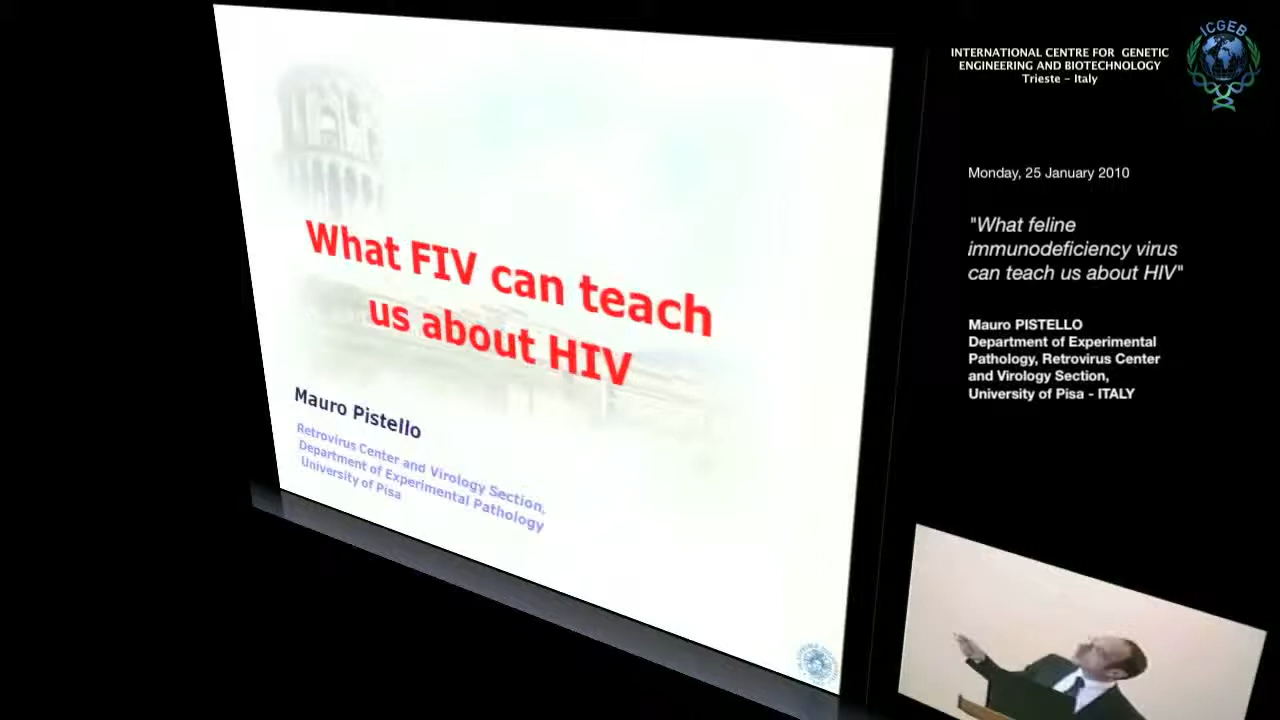 What FIV can teach
us about HIV
Mauro Pistello
Retrovirus Center and Virology Section,
Department of Experimental Pathology
University of Pisa
INTERNATIONAL CENTRE FOR GENETIC
ENGINEERING AND BIOTECHNOLOGY
Trieste - Italy
ICGEB
Monday, 25 January 2010
"What feline
immunodeficiency virus
can teach us about HIV"
Mauro PISTELLO
Department of Experimental
Pathology, Retrovirus Center
and Virology Section,
University of Pisa - ITALY